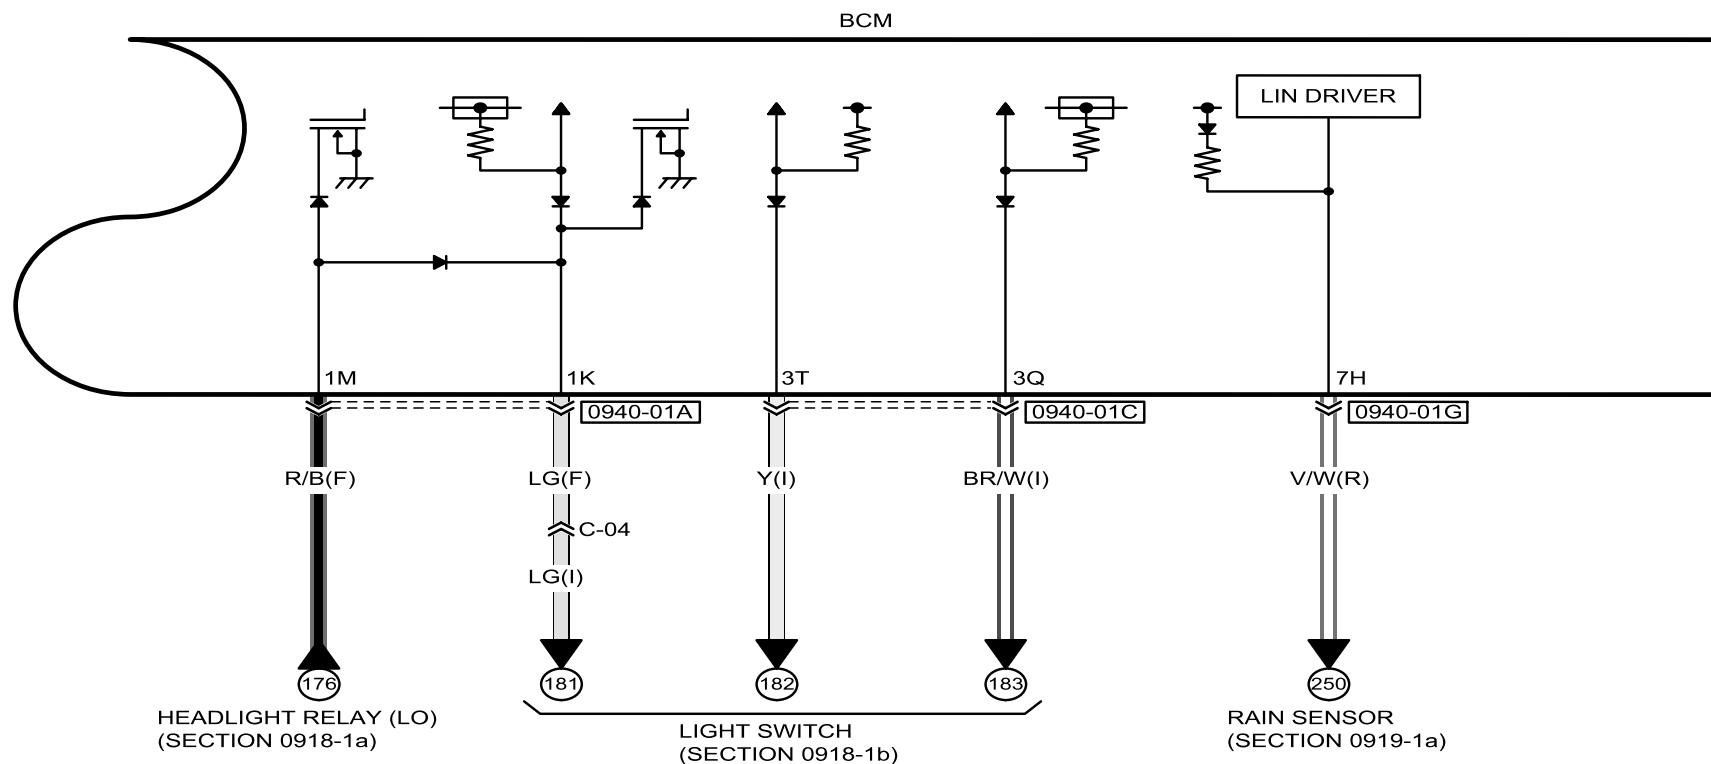 BCM
LIN DRIVER
1M
1K
3T
3Q
7H
0940-01A
0940-01C
0940-01G
R/B(F)
LG(F)
Y(I)
BR/W(I)
V/W(R)
C-04
LG(I)
176
181
182
183
250
HEADLIGHT RELAY (LO)
(SECTION 0918-1a)
LIGHT SWITCH
(SECTION 0918-1b)
RAIN SENSOR
(SECTION 0919-1a)